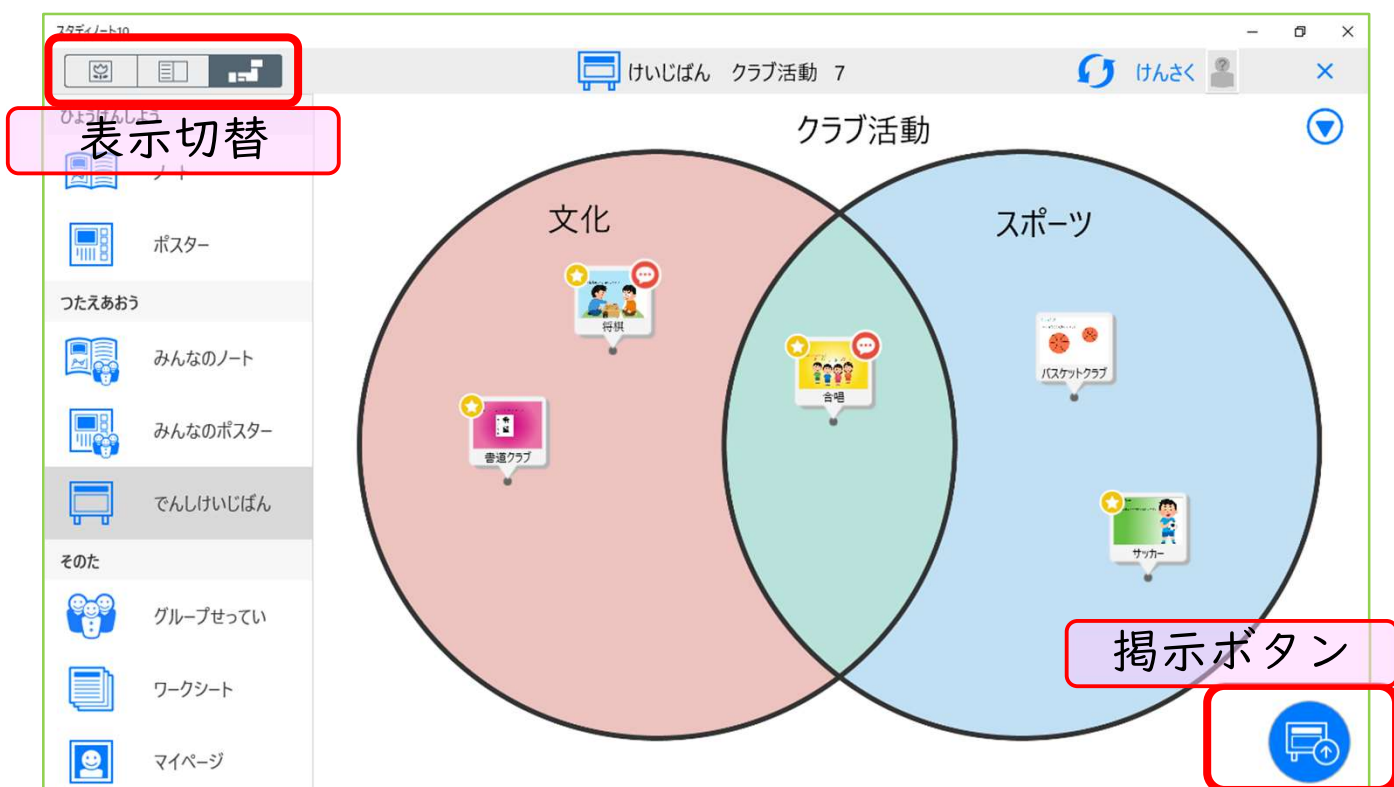 スタディノート10
けいじばん クラブ活動 7
けんさく
表示切替
ひょうげんしよう
ノート
ポスター
つたえあおう
みんなのノート
みんなのポスター
でんしけいじばん
そのた
グループせってい
ワークシート
マイページ
クラブ活動
文化
スポーツ
将棋
合唱
バスケットクラブ
書道クラブ
サッカー
掲示ボタン